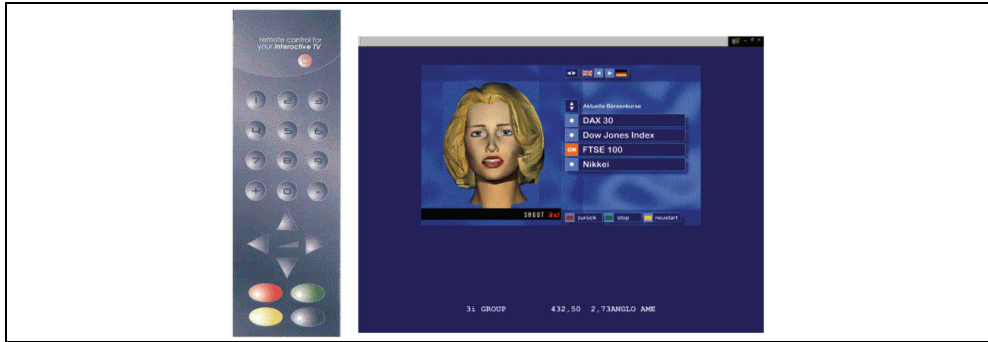 remote control for
your Interactive TV
1 2 3
4 5 6
7 8 9
+ 0 -
Aktuelle Börsenkurse
DAX 30
Dow Jones Index
OK FTSE 100
Nikkei
SHOUT 3d
zurück stop neustart
3i GROUP 432,50 2,73ANGLO AME